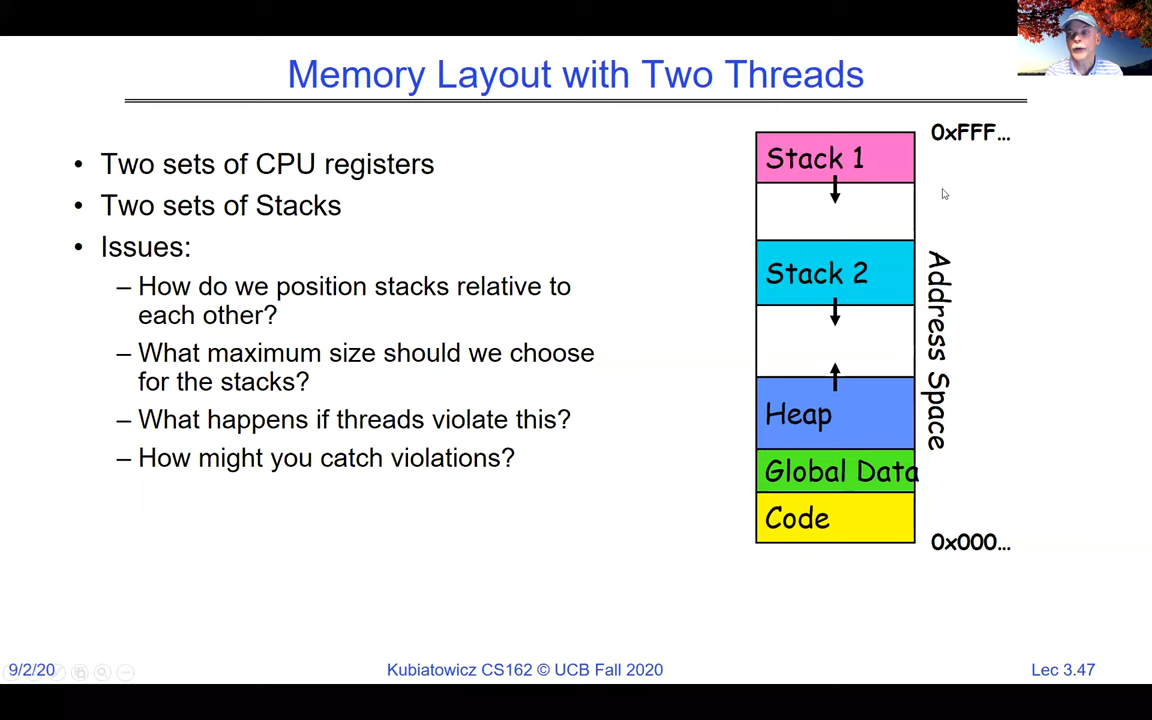 Memory Layout with Two Threads
• Two sets of CPU registers
• Two sets of Stacks
• Issues:
– How do we position stacks relative to
each other?
– What maximum size should we choose
for the stacks?
– What happens if threads violate this?
– How might you catch violations?
0xFFF...
Stack 1
Stack 2
Heap
Global Data
Code
Address Space
0x000...
9/2/20
Kubiatowicz CS162 © UCB Fall 2020
Lec 3.47